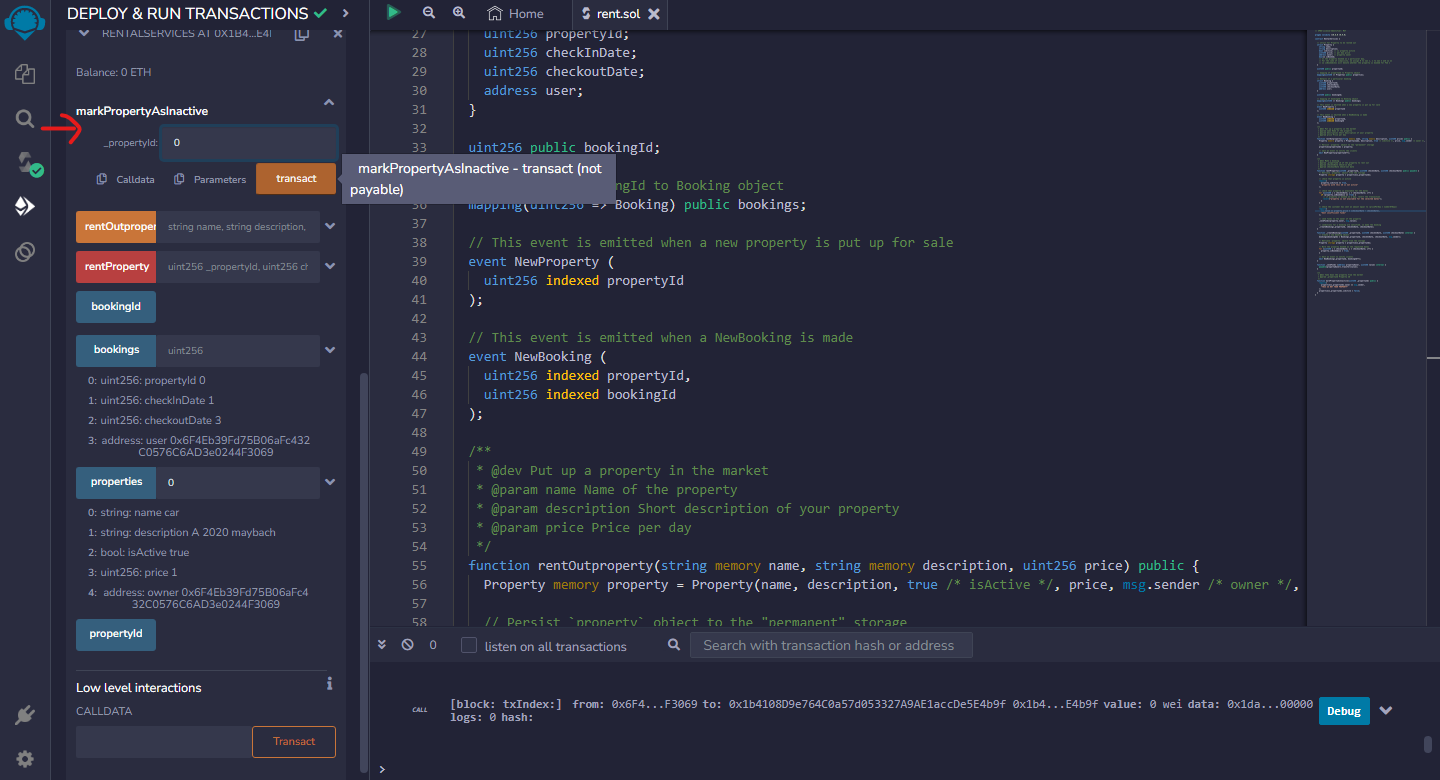 DEPLOY & RUN TRANSACTIONS
RENTALSERVICES AT 0X1B4...E4B9F
Balance: 0 ETH
markPropertyAsInactive
_propertyId: 0
Calldata Parameters transact
markPropertyAsInactive - transact (not
payable)
rentOutproper string name, string description,
rentProperty uint256 _propertyId, uint256 c
bookingId
bookings uint256
0: uint256: propertyId 0
1: uint256: checkInDate 1
2: uint256: checkoutDate 3
3: address: user 0x6F4Eb39Fd75B06aFc432
C0576C6AD3e0244F3069
properties 0
0: string: name car
1: string: description A 2020 maybach
2: bool: isActive true
3: uint256: price 1
4: address: owner 0x6F4Eb39Fd75B06aFc4
32C0576C6AD3e0244F3069
propertyId
Low level interactions i
CALLDATA
Transact
Home rent.sol
27 uint256 propertyId;
28 uint256 checkInDate;
29 uint256 checkoutDate;
30 address user;
31 }
32
33 uint256 public bookingId;
ngId to Booking object
36 mapping(uint256 => Booking) public bookings;
37
38 // This event is emitted when a new property is put up for sale
39 event NewProperty (
40 uint256 indexed propertyId
41 );
42
43 // This event is emitted when a NewBooking is made
44 event NewBooking (
45 uint256 indexed propertyId,
46 uint256 indexed bookingId
47 );
48
49 /**
50 * @dev Put up a property in the market
51 * @param name Name of the property
52 * @param description Short description of your property
53 * @param price Price per day
54 */
55 function rentOutproperty(string memory name, string memory description, uint256 price) public {
56 Property memory property = Property(name, description, true /* isActive */, price, msg.sender /* owner */,
57
58 // Persist `property` object to the "permanent" storage
0 listen on all transactions Search with transaction hash or address
CALL [block: txIndex:] from: 0x6F4...F3069 to: 0x1b4108D9e764C0a57d053327A9AE1accDe5E4b9f 0x1b4...E4b9f value: 0 wei data: 0x1da...00000 Debug
logs: 0 hash:
>